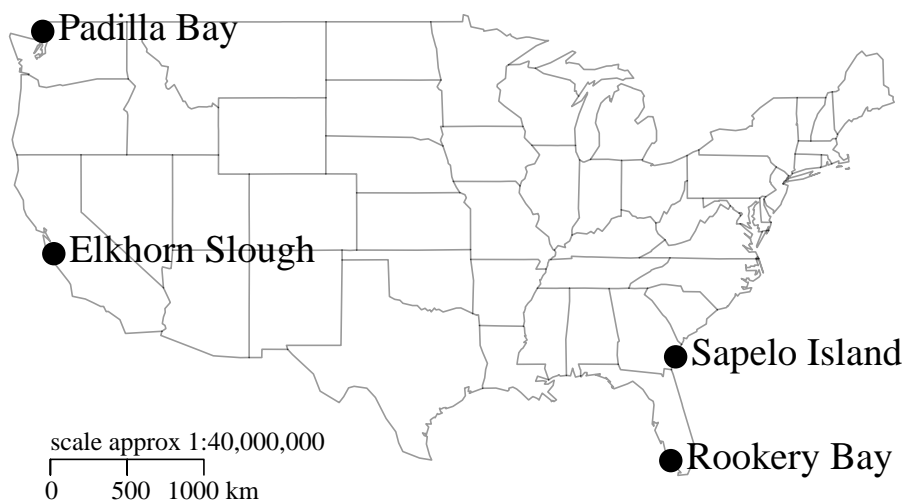 Padilla Bay
Elkhorn Slough
Sapelo Island
scale approx 1:40,000,000
Rookery Bay
0 500 1000 km